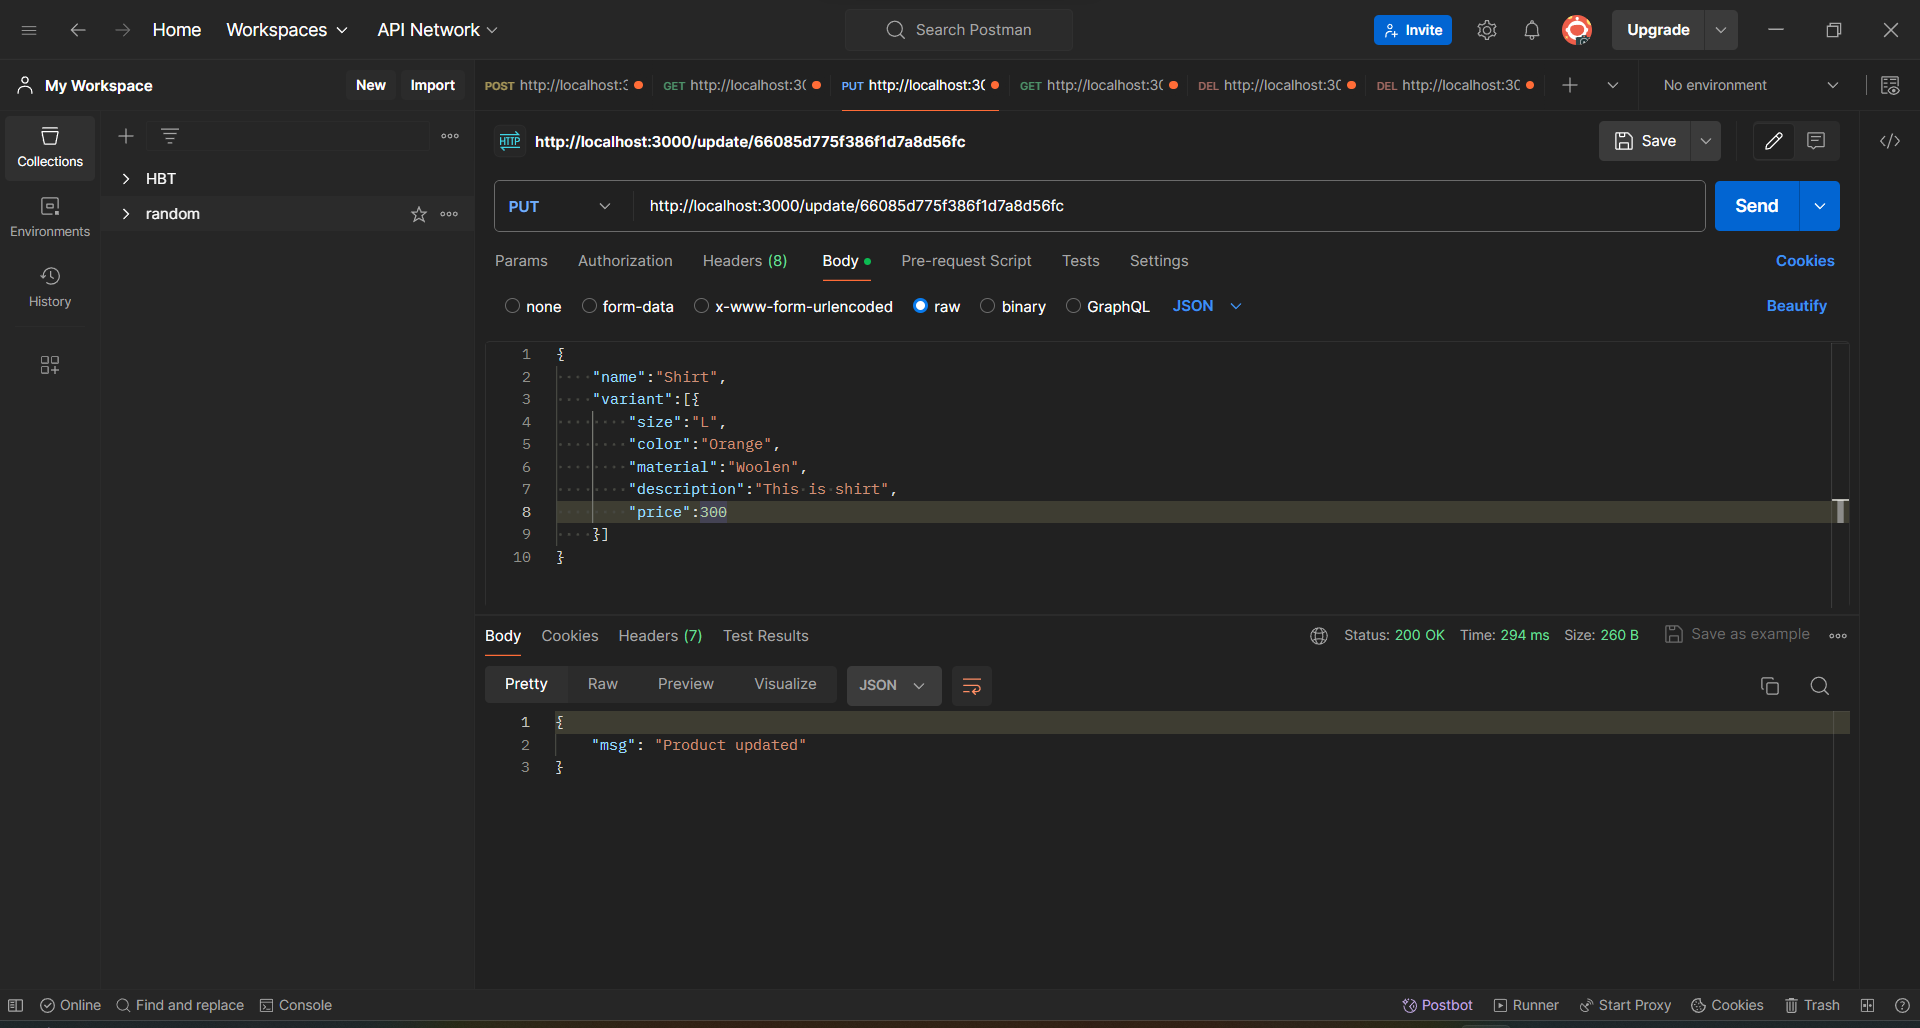 Home Workspaces API Network Search Postman Invite Upgrade
My Workspace New Import POST http://localhost:3 GET http://localhost:30 PUT http://localhost:30 GET http://localhost:30 DEL http://localhost:30 DEL http://localhost:30 No environment
Collections
Environments
History
HBT
random
HTTP http://localhost:3000/update/66085d775f386f1d7a8d56fc Save
PUT http://localhost:3000/update/66085d775f386f1d7a8d56fc Send
Params Authorization Headers (8) Body Pre-request Script Tests Settings Cookies
none form-data x-www-form-urlencoded raw binary GraphQL JSON Beautify
1 {
2 "name":"Shirt",
3 "variant":[{
4 "size":"L",
5 "color":"Orange",
6 "material":"Woolen",
7 "description":"This is shirt",
8 "price":300
9 }]
10 }
Body Cookies Headers (7) Test Results Status: 200 OK Time: 294 ms Size: 260 B Save as example
Pretty Raw Preview Visualize JSON
1 {
2 "msg": "Product updated"
3 }
Online Find and replace Console Postbot Runner Start Proxy Cookies Trash